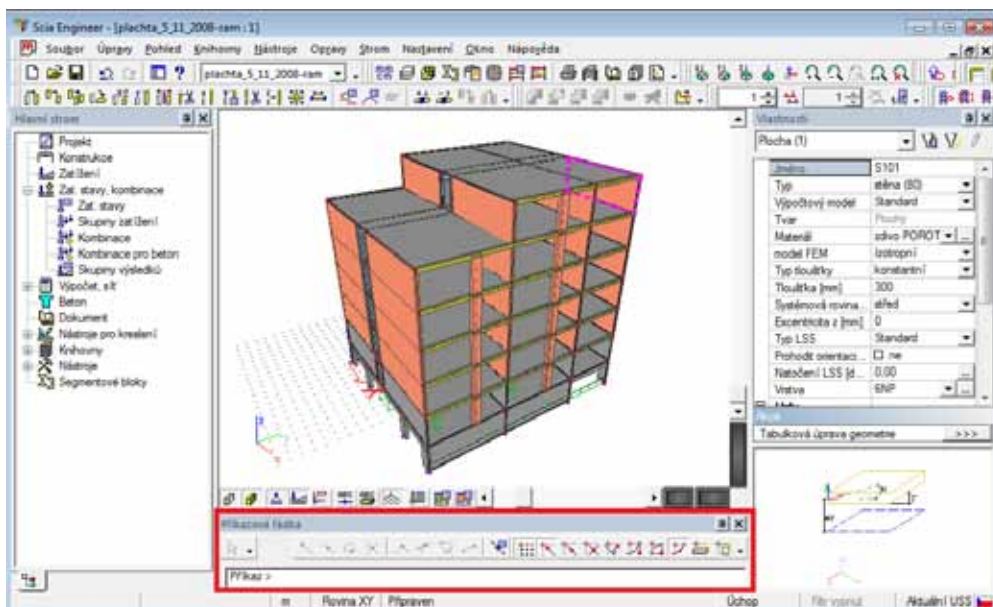 Scia Engineer - [plachta_5_11_2008-ram : 1]
Soubor Úpravy Pohled Knihovny Nástroje Opravy Strom Nastavení Okno Nápověda
plachta_5_11_2008-ram
1
1
Hlavní strom
Projekt
Konstrukce
Zatížení
Zat. stavy, kombinace
Zat. stavy
Skupiny zatížení
Kombinace
Kombinace pro beton
Skupiny výsledků
Výpočet, síť
Beton
Dokument
Nástroje pro kreslení
Knihovny
Nástroje
Segmentové bloky
Příkazová řádka
Příkaz >
Vlastnosti
Plocha (1)
Jméno S101
Typ stěna (80)
Výpočtový model Standard
Tvar Plochý
Materiál zdivo POROT ...
model FEM Izotropní
Typ tloušťky konstantní
Tloušťka [mm] 300
Systémová rovina... střed
Excentricita z [mm] 0
Typ LSS Standard
Prohodit orientaci... ne
Natočení LSS [d... 0.00 ...
Vrstva 6NP ...
Akce
Tabulková úprava geometrie >>>
m Rovina XY Připraven Úchop Filtr vypnut Aktuální USS